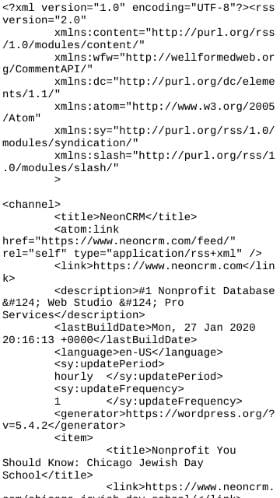 <?xml version="1.0" encoding="UTF-8"?><rss
version="2.0"
xmlns:content="http://purl.org/rss
/1.0/modules/content/"
xmlns:wfw="http://wellformedweb.or
g/CommentAPI/"
xmlns:dc="http://purl.org/dc/eleme
nts/1.1/"
xmlns:atom="http://www.w3.org/2005
/Atom"
xmlns:sy="http://purl.org/rss/1.0/
modules/syndication/"
xmlns:slash="http://purl.org/rss/1
.0/modules/slash/"
>
<channel>
<title>NeonCRM</title>
<atom:link
href="https://www.neoncrm.com/feed/"
rel="self" type="application/rss+xml" />
<link>https://www.neoncrm.com</lin
k>
<description>#1 Nonprofit Database
&#124; Web Studio &#124; Pro
Services</description>
<lastBuildDate>Mon, 27 Jan 2020
20:16:13 +0000</lastBuildDate>
<language>en-US</language>
<sy:updatePeriod>
hourly </sy:updatePeriod>
<sy:updateFrequency>
1 </sy:updateFrequency>
<generator>https://wordpress.org/?
v=5.4.2</generator>
<item>
<title>Nonprofit You
Should Know: Chicago Jewish Day
School</title>
<link>https://www.neoncrm.